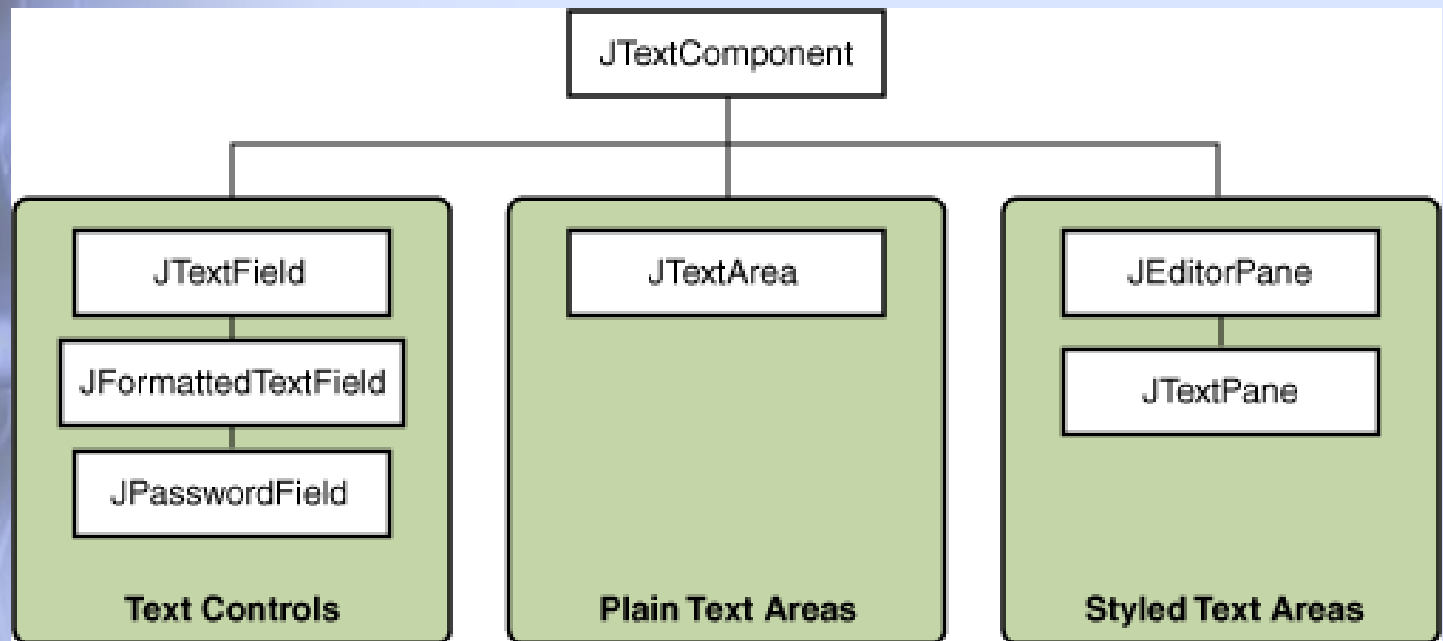 JTextComponent
JTextField
JFormattedTextField
JPasswordField
Text Controls
JTextArea
Plain Text Areas
JEditorPane
JTextPane
Styled Text Areas